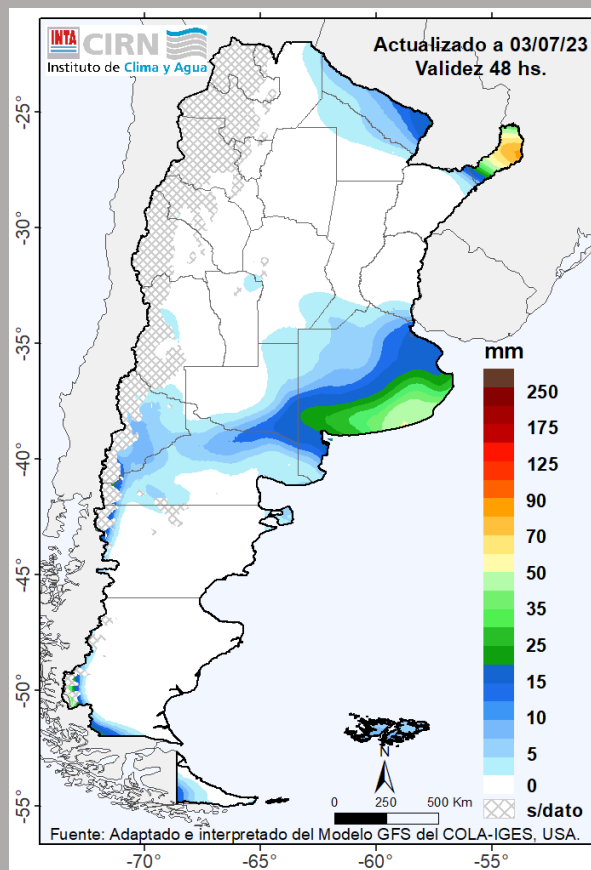 INTA CIRN
Instituto de Clima y Agua
Actualizado a 03/07/23
Validez 48 hs.
-25°
-30°
-35°
-40°
-45°
-50°
-55°
mm
250
175
125
90
70
50
35
25
15
10
5
0
s/dato
N
0 250 500 Km
Fuente: Adaptado e interpretado del Modelo GFS del COLA-IGES, USA.
-70° -65° -60° -55°